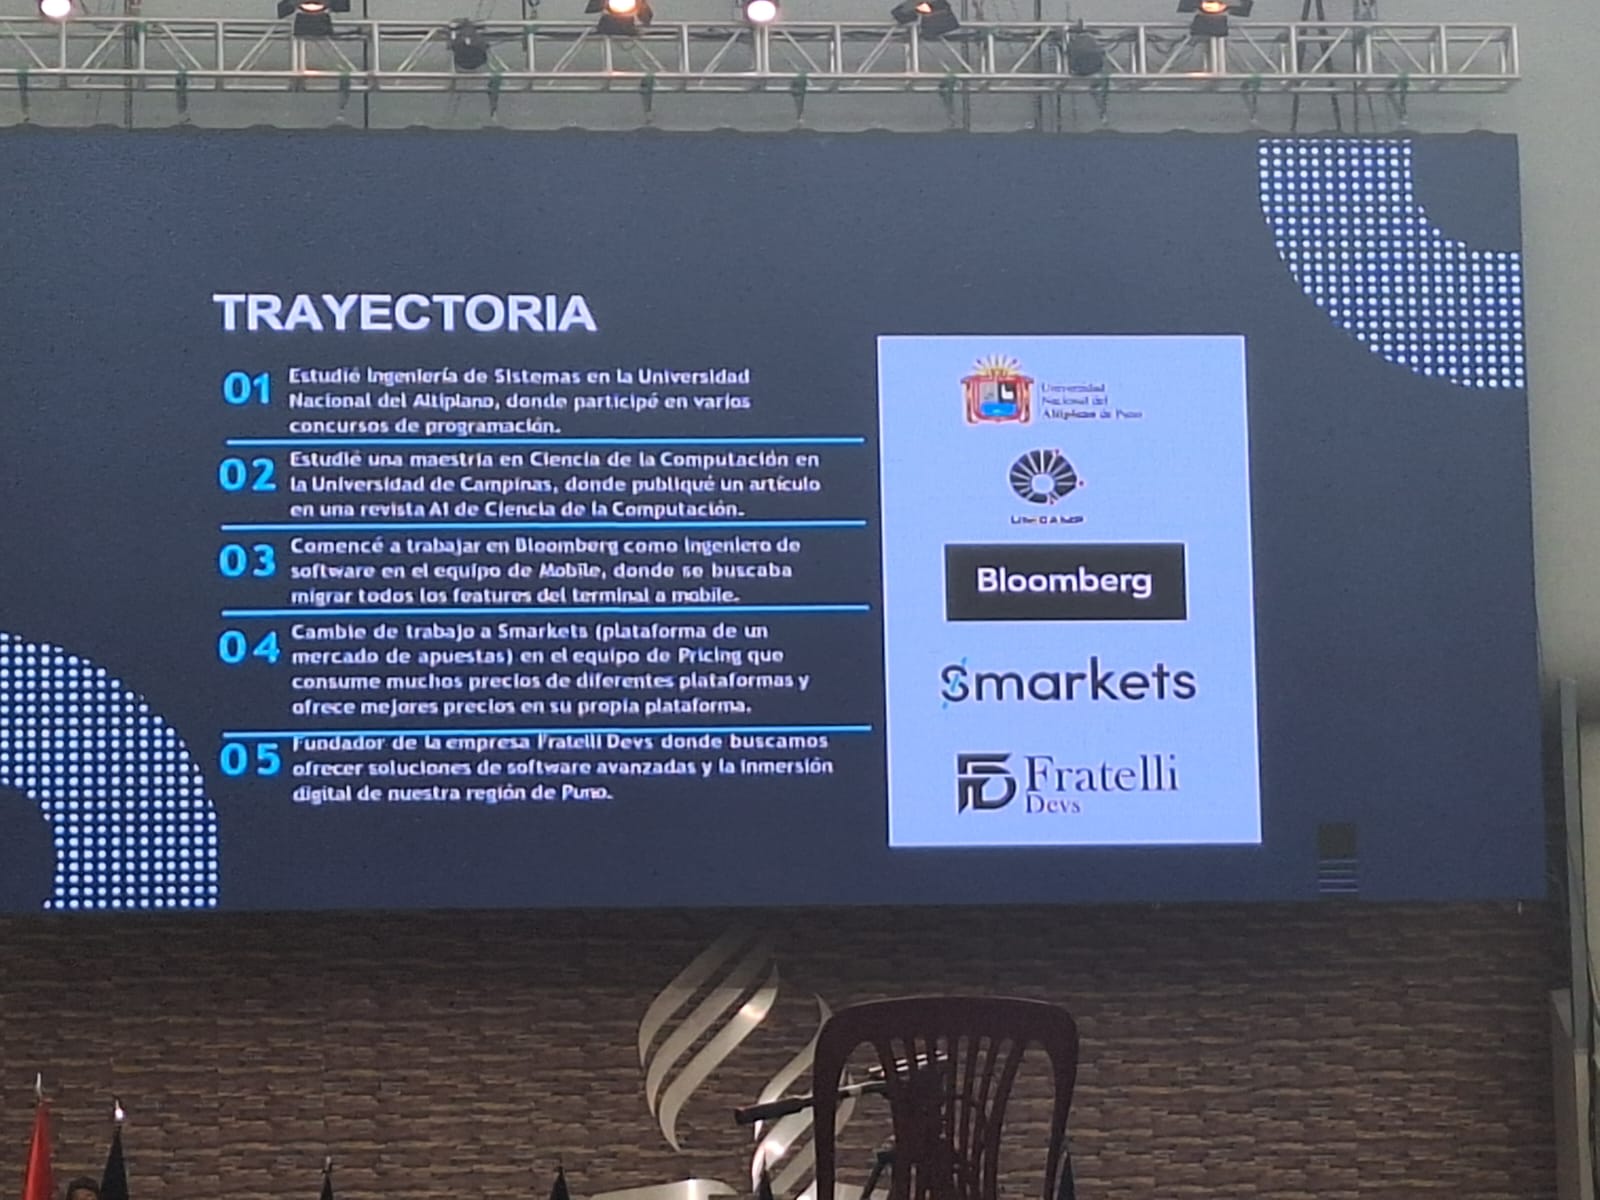 TRAYECTORIA
01
Estudié Ingeniería de Sistemas en la Universidad
Nacional del Altiplano, donde participé en varios
concursos de programación.
02
Estudié una maestría en Ciencia de la Computación en
la Universidad de Campinas, donde publiqué un artículo
en una revista A1 de Ciencia de la Computación.
03
Comencé a trabajar en Bloomberg como ingeniero de
software en el equipo de Mobile, donde se buscaba
migrar todos los features del terminal a mobile.
04
Cambie de trabajo a Smarkets (plataforma de un
mercado de apuestas) en el equipo de Pricing que
consume muchos precios de diferentes plataformas y
ofrece mejores precios en su propia plataforma.
05
Fundador de la empresa Fratelli Devs donde buscamos
ofrecer soluciones de software avanzadas y la inmersión
digital de nuestra región de Puno.
Universidad
Nacional del
Altiplano de Puno
UNICAMP
Bloomberg
Smarkets
FD Fratelli
Devs